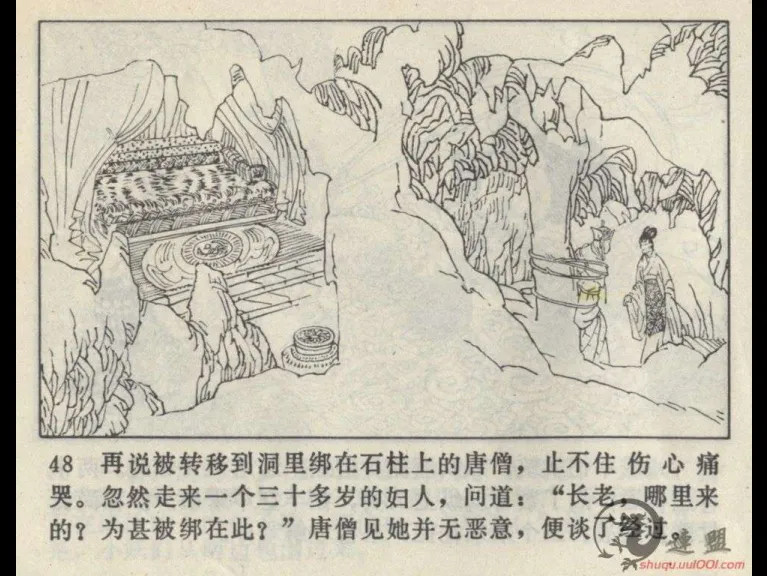 48 再说被转移到洞里绑在石柱上的唐僧，止不住伤心痛
哭。忽然走来一个三十多岁的妇人，问道：“长老，哪里来
的？为甚被绑在此？”唐僧见她并无恶意，便谈了经过。
連盟
shuqu.uul001.com